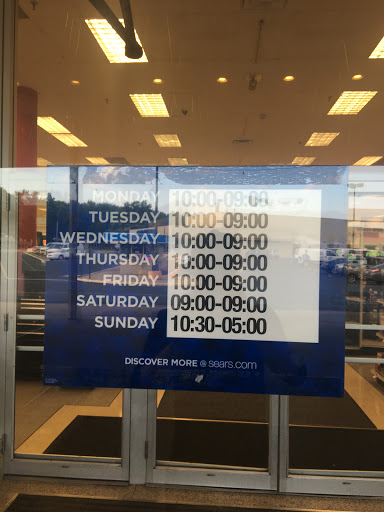 MONDAY 10:00-09:00
TUESDAY 10:00-09:00
WEDNESDAY 10:00-09:00
THURSDAY 10:00-09:00
FRIDAY 10:00-09:00
SATURDAY 09:00-09:00
SUNDAY 10:30-05:00
DISCOVER MORE @ sears.com